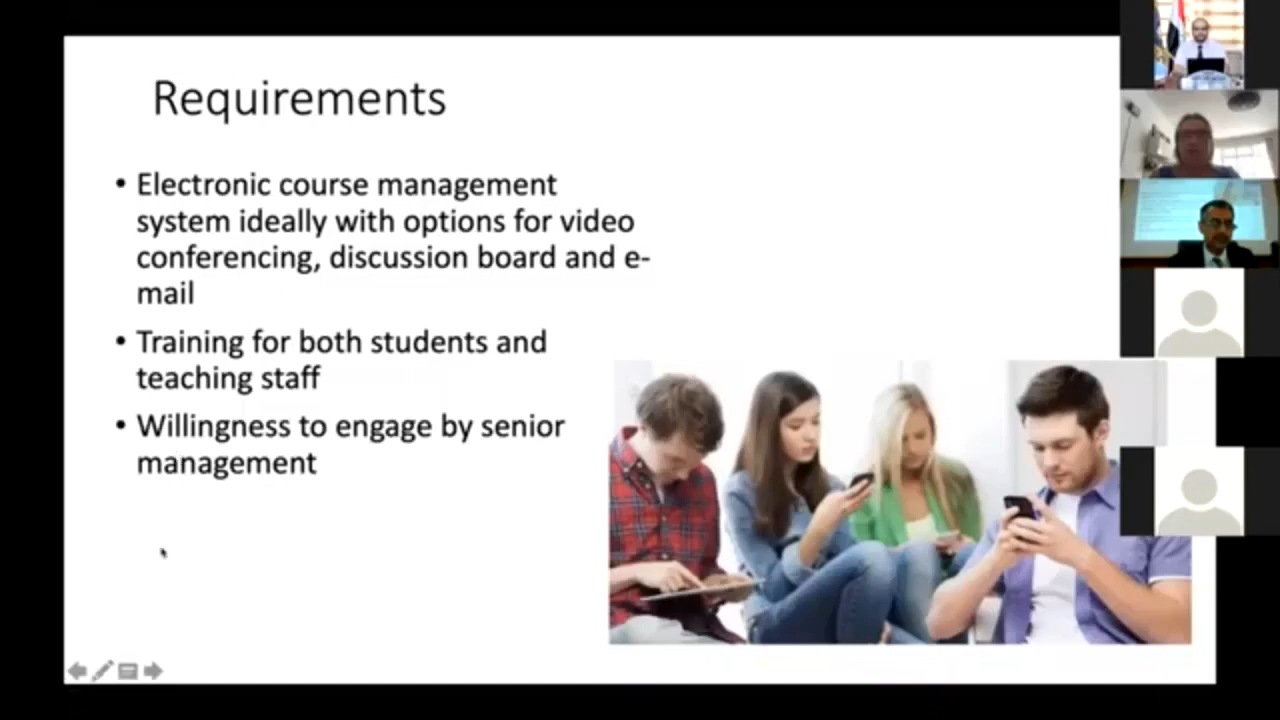 Requirements
• Electronic course management
system ideally with options for video
conferencing, discussion board and e-
mail
• Training for both students and
teaching staff
• Willingness to engage by senior
management